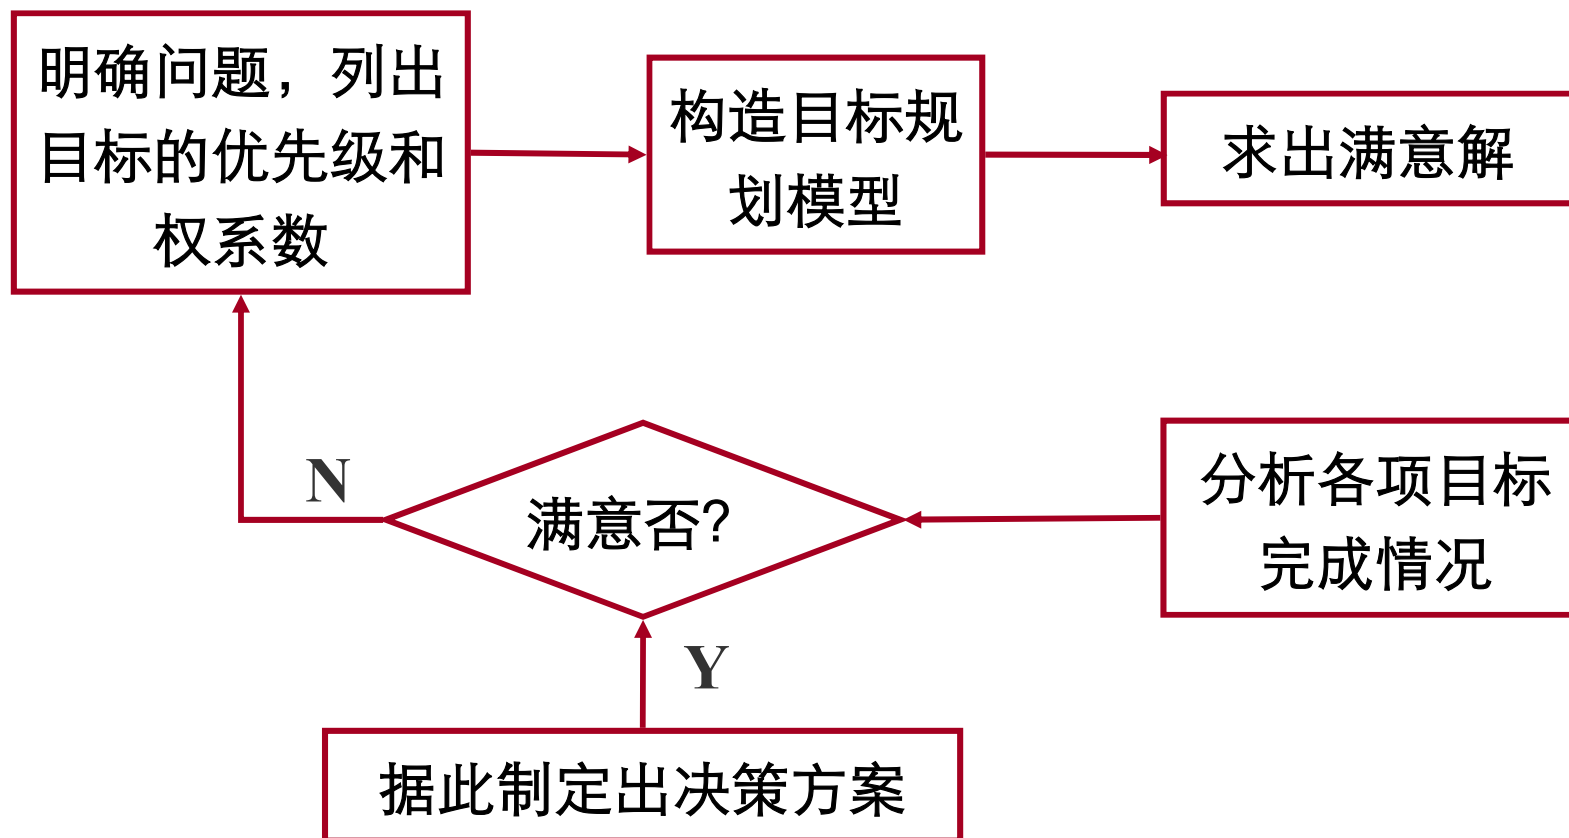 明确问题，列出
目标的优先级和
权系数
构造目标规
划模型
求出满意解
分析各项目标
完成情况
满意否?
N
Y
据此制定出决策方案